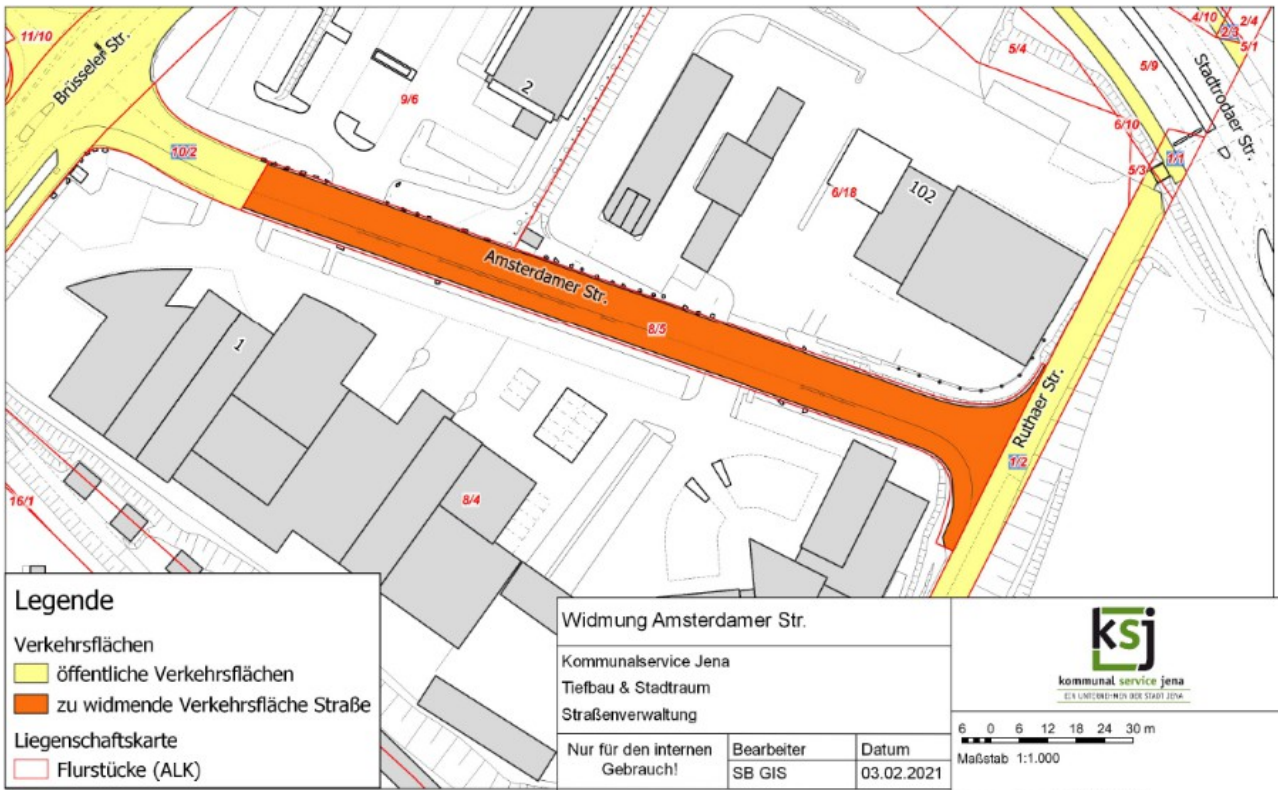 11/10
Brüsseler Str.
10/2
9/6
2
5/4
4/10
2/4
2/3
5/1
5/9
Stadtrodaer Str.
6/10
1/1
5/3
6/18
102
Amsterdamer Str.
8/5
1
Ruthaer Str.
1/2
8/4
16/1
Legende
Verkehrsflächen
öffentliche Verkehrsflächen
zu widmende Verkehrsfläche Straße
Liegenschaftskarte
Flurstücke (ALK)
Widmung Amsterdamer Str.
Kommunalservice Jena
Tiefbau & Stadtraum
Straßenverwaltung
Nur für den internen
Gebrauch!
Bearbeiter
SB GIS
Datum
03.02.2021
ksj
kommunal service jena
EIN UNTERNEHMEN DER STADT JENA
6 0 6 12 18 24 30 m
Maßstab 1:1.000